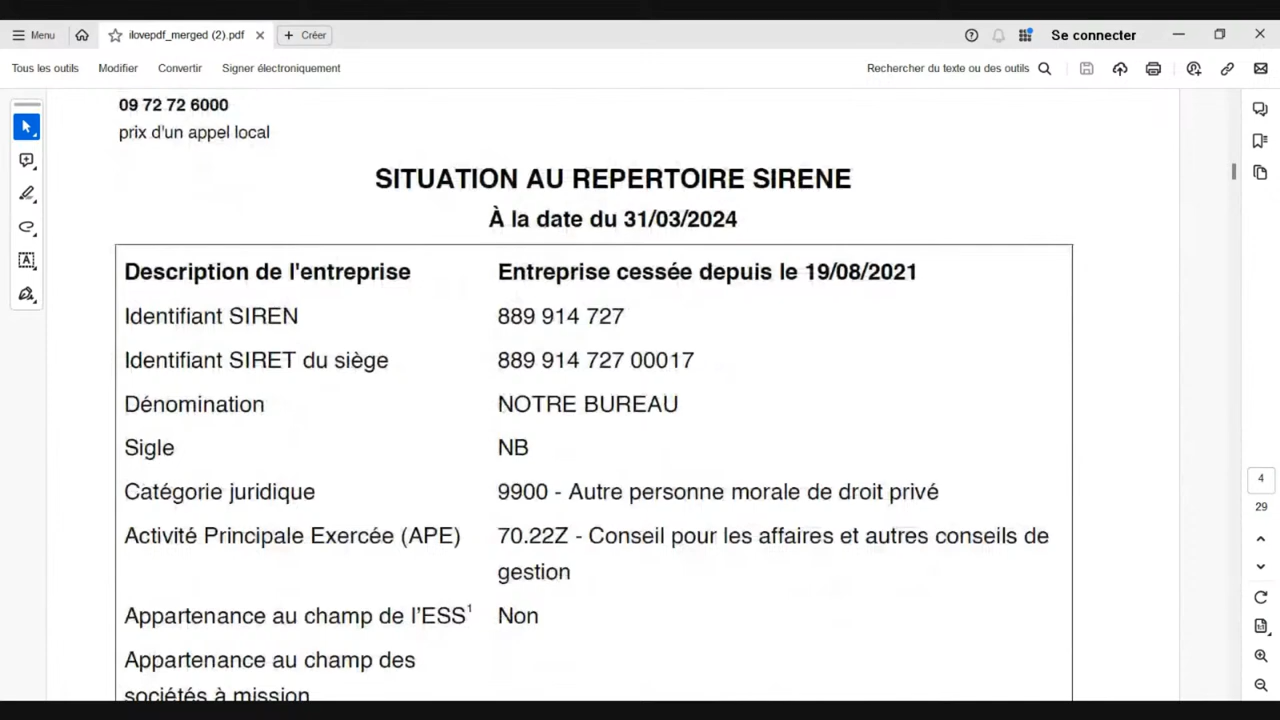 Menu
ilovepdf_merged (2).pdf
Créer
Se connecter
Tous les outils
Modifier
Convertir
Signer électroniquement
Rechercher du texte ou des outils
09 72 72 6000
prix d'un appel local
SITUATION AU REPERTOIRE SIRENE
À la date du 31/03/2024
Description de l'entreprise Entreprise cessée depuis le 19/08/2021
Identifiant SIREN 889 914 727
Identifiant SIRET du siège 889 914 727 00017
Dénomination NOTRE BUREAU
Sigle NB
Catégorie juridique 9900 - Autre personne morale de droit privé
Activité Principale Exercée (APE) 70.22Z - Conseil pour les affaires et autres conseils de
gestion
Appartenance au champ de l'ESS¹ Non
Appartenance au champ des
sociétés à mission
4
29